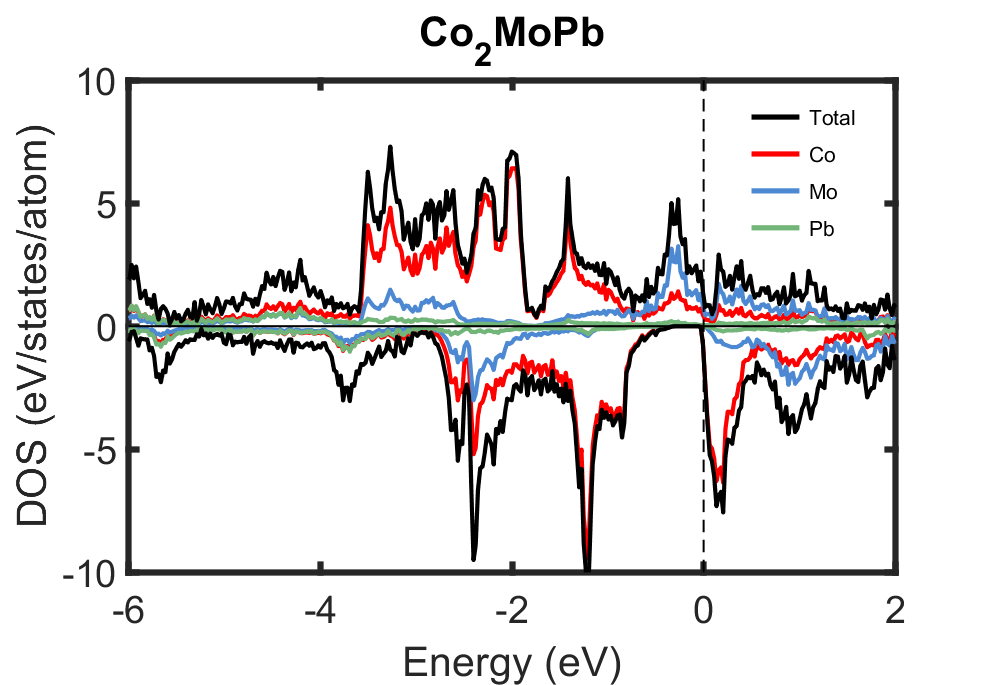 Co2MoPb
10
5
0
-5
-10
DOS (eV/states/atom)
Total
Co
Mo
Pb
-6 -4 -2 0 2
Energy (eV)